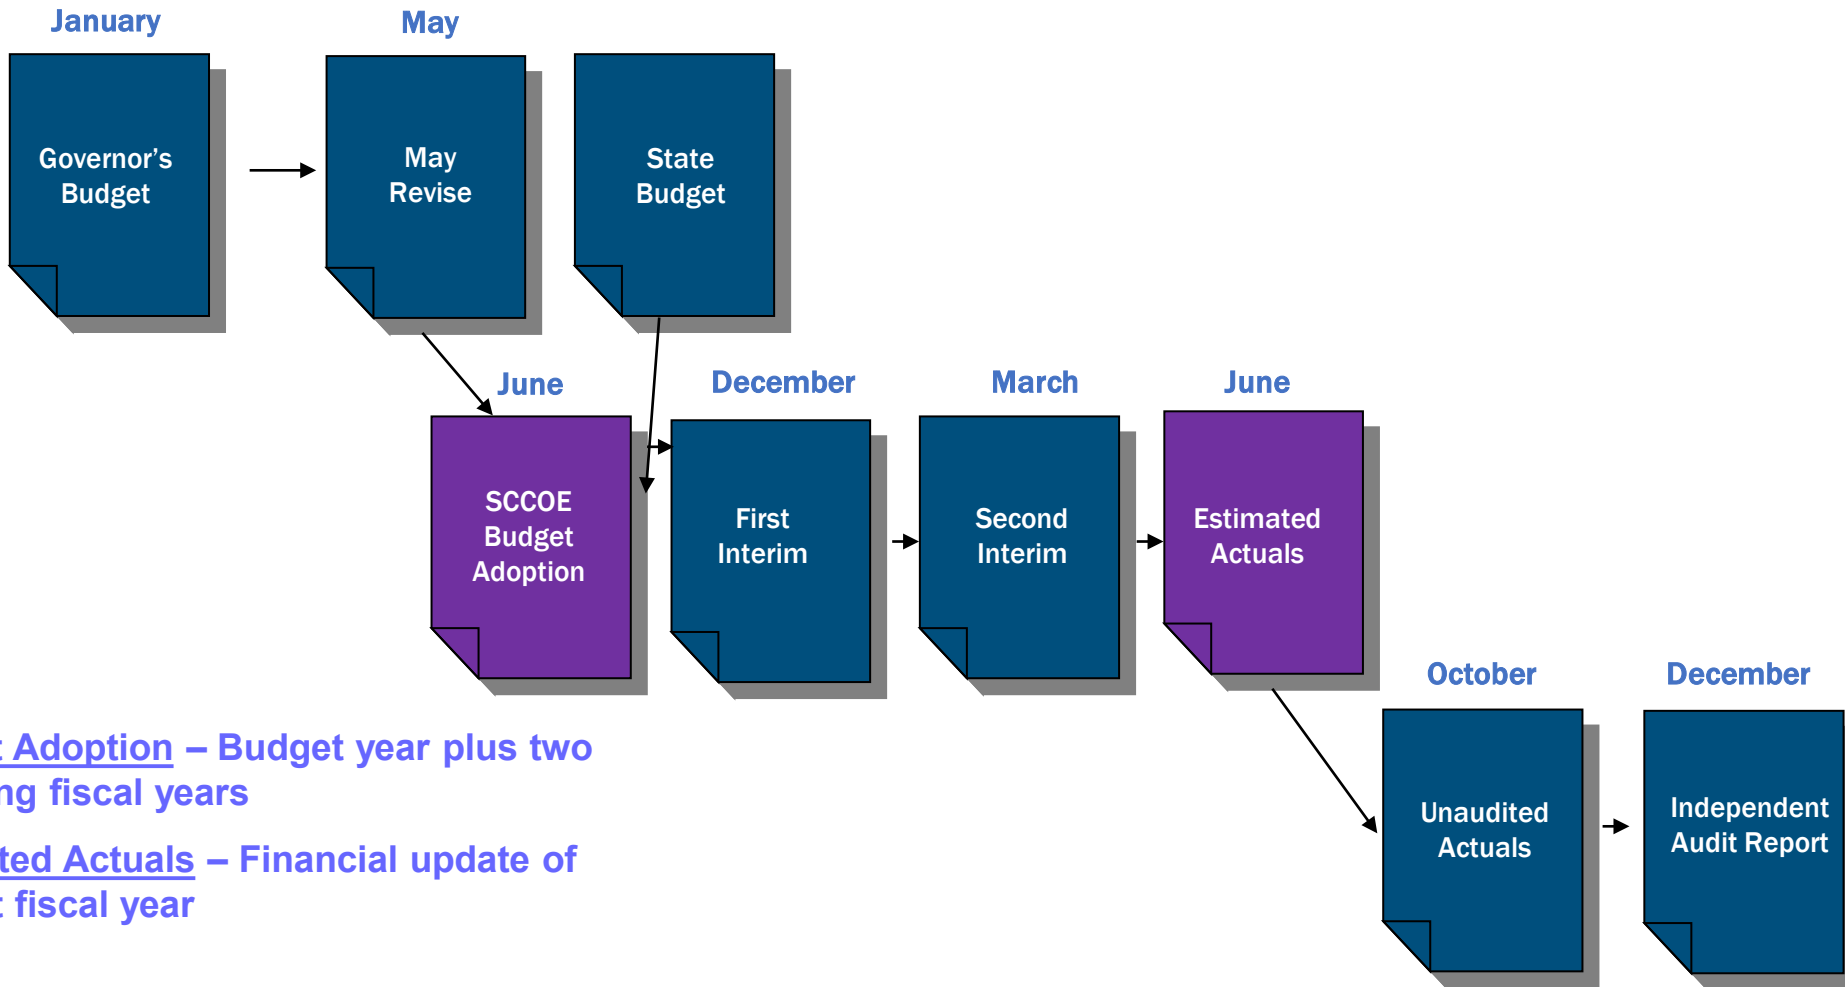 January
May
Governor's
Budget
May
Revise
State
Budget
June
December
March
June
SCCOE
Budget
Adoption
First
Interim
Second
Interim
Estimated
Actuals
October
December
Unaudited
Actuals
Independent
Audit Report
t Adoption – Budget year plus two
ng fiscal years
ted Actuals – Financial update of
t fiscal year